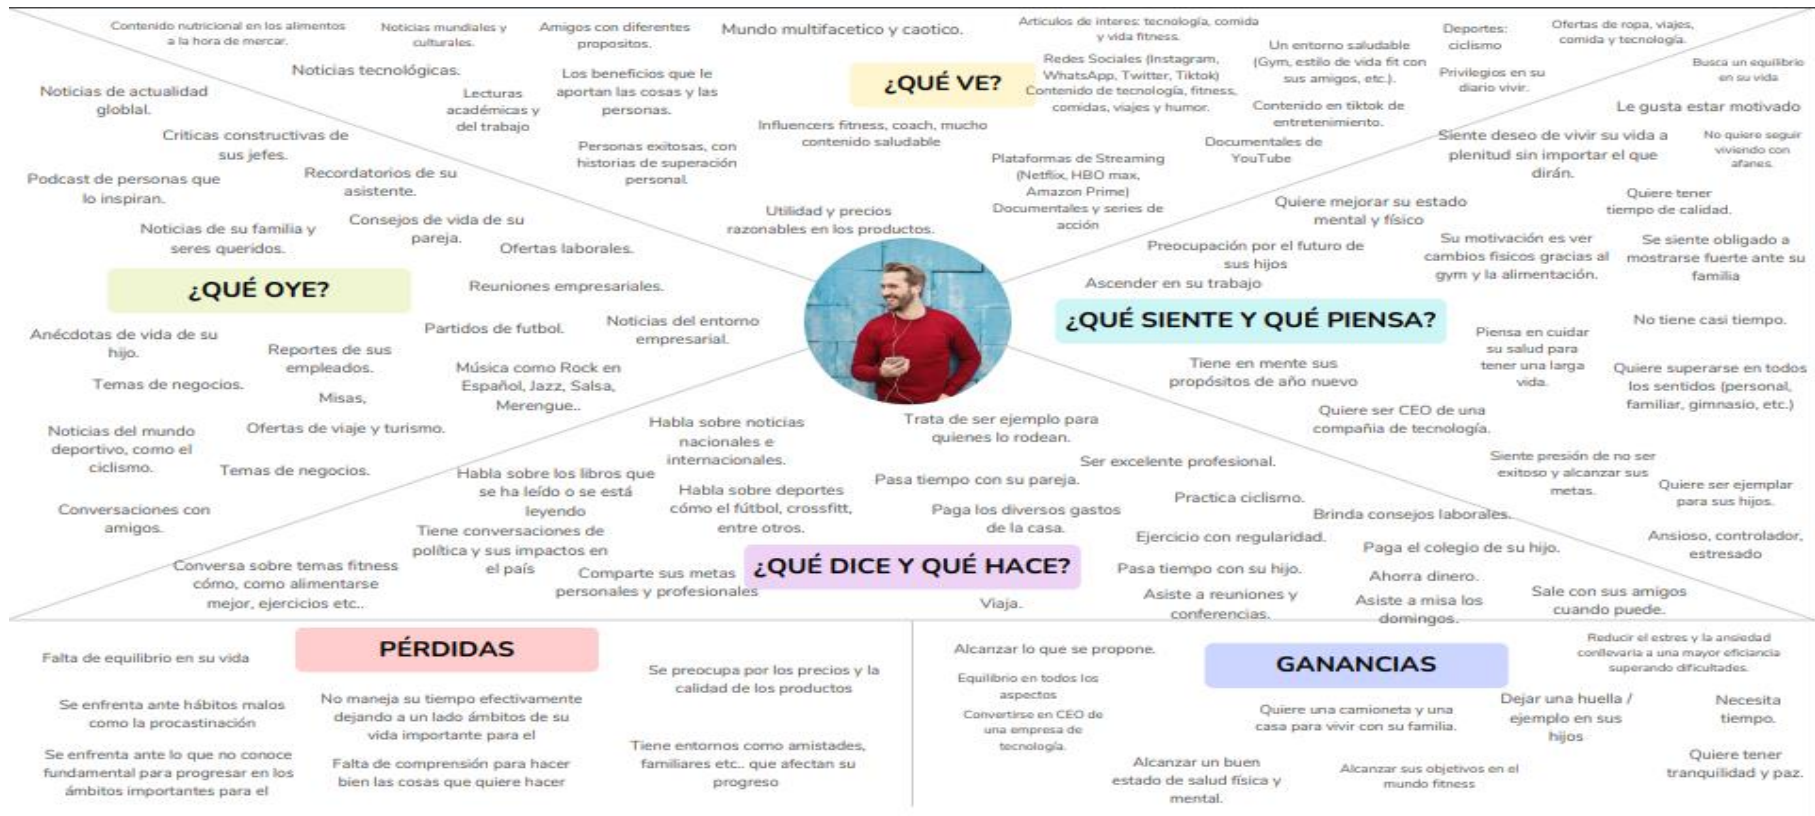 Contenido nutricional en los alimentos
a la hora de mercar.
Noticias mundiales y
culturales.
Amigos con diferentes
propositos.
Mundo multifacetico y caotico.
Articulos de interes: tecnología, comida
y vida fitness.
Deportes:
ciclismo
Ofertas de ropa, viajes,
comida y tecnología.
Noticias tecnológicas.
Los beneficios que le
aportan las cosas y las
personas.
¿QUÉ VE?
Redes Sociales (Instagram,
WhatsApp, Twitter, Tiktok)
Contenido de tecnología, fitness,
comidas, viajes y humor.
Un entorno saludable
(Gym, estilo de vida fit con
sus amigos, etc.).
Privilegios en su
diario vivir.
Lecturas
académicas y
del trabajo
Influencers fitness, coach, mucho
contenido saludable
Contenido en tiktok de
entretenimiento.
Personas exitosas, con
historias de superación
personal.
Plataformas de Streaming
(Netflix, HBO max,
Amazon Prime)
Documentales y series de
acción
Documentales de
YouTube
Utilidad y precios
razonables en los productos.
Noticias de actualidad
globlal.
Criticas constructivas de
sus jefes.
Podcast de personas que
lo inspiran.
Recordatorios de su
asistente.
Noticias de su familia y
seres queridos.
Consejos de vida de su
pareja.
Ofertas laborales.
¿QUÉ OYE?
Reuniones empresariales.
Anécdotas de vida de su
hijo.
Reportes de sus
empleados.
Partidos de futbol.
Noticias del entorno
empresarial.
Temas de negocios.
Misas,
Música como Rock en
Español, Jazz, Salsa,
Merengue..
Noticias del mundo
deportivo, como el
ciclismo.
Ofertas de viaje y turismo.
Temas de negocios.
Conversaciones con
amigos.
Busca un equilibrio
en su vida
Le gusta estar motivado
Siente deseo de vivir su vida a
plenitud sin importar el que
dirán.
No quiere seguir
viviendo con
afanes.
Quiere mejorar su estado
mental y físico
Quiere tener
tiempo de calidad.
Preocupación por el futuro de
sus hijos
Su motivación es ver
cambios fisicos gracias al
gym y la alimentación.
Se siente obligado a
mostrarse fuerte ante su
familia
Ascender en su trabajo
¿QUÉ SIENTE Y QUÉ PIENSA?
No tiene casi tiempo.
Piensa en cuidar
su salud para
tener una larga
vida.
Tiene en mente sus
propósitos de año nuevo
Quiere superarse en todos
los sentidos (personal,
familiar, gimnasio, etc.)
Quiere ser CEO de una
compañia de tecnología.
Siente presión de no ser
exitoso y alcanzar sus
metas.
Quiere ser ejemplar
para sus hijos.
Ansioso, controlador,
estresado
Habla sobre noticias
nacionales e
internacionales.
Trata de ser ejemplo para
quienes lo rodean.
Ser excelente profesional.
Habla sobre los libros que
se ha leído o se está
leyendo
Habla sobre deportes
cómo el fútbol, crossfitt,
entre otros.
Pasa tiempo con su pareja.
Practica ciclismo.
Paga los diversos gastos
de la casa.
Brinda consejos laborales.
Tiene conversaciones de
política y sus impactos en
el país
Ejercicio con regularidad.
Paga el colegio de su hijo.
Conversa sobre temas fitness
cómo, como alimentarse
mejor, ejercicios etc..
Comparte sus metas
personales y profesionales
¿QUÉ DICE Y QUÉ HACE?
Pasa tiempo con su hijo.
Ahorra dinero.
Viaja.
Asiste a reuniones y
conferencias.
Asiste a misa los
domingos.
Sale con sus amigos
cuando puede.
PÉRDIDAS
Falta de equilibrio en su vida
Se preocupa por los precios y la
calidad de los productos
Se enfrenta ante hábitos malos
como la procastinación
No maneja su tiempo efectivamente
dejando a un lado ámbitos de su
vida importante para el
Se enfrenta ante lo que no conoce
fundamental para progresar en los
ámbitos importantes para el
Falta de comprensión para hacer
bien las cosas que quiere hacer
Tiene entornos como amistades,
familiares etc.. que afectan su
progreso
GANANCIAS
Alcanzar lo que se propone.
Reducir el estres y la ansiedad
conllevaria a una mayor eficiancia
superando dificultades.
Equilibrio en todos los
aspectos
Convertirse en CEO de
una empresa de
tecnología.
Quiere una camioneta y una
casa para vivir con su familia.
Dejar una huella /
ejemplo en sus
hijos
Necesita
tiempo.
Alcanzar un buen
estado de salud física y
mental.
Alcanzar sus objetivos en el
mundo fitness
Quiere tener
tranquilidad y paz.